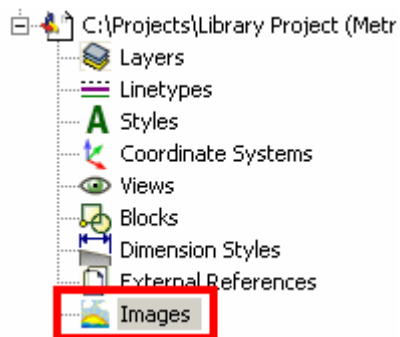 C:\Projects\Library Project (Metr
Layers
Linetypes
Styles
Coordinate Systems
Views
Blocks
Dimension Styles
External References
Images